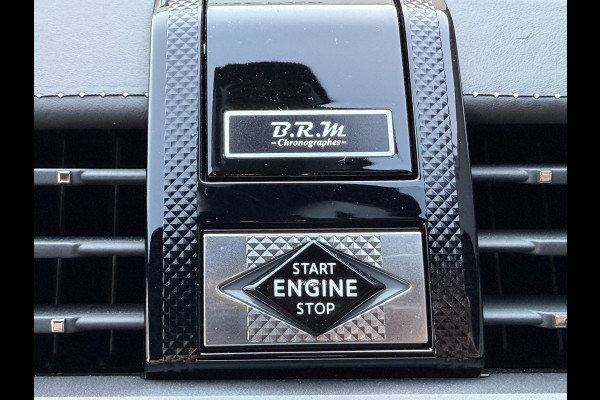 B.R.M
Chronographes
START
ENGINE
STOP